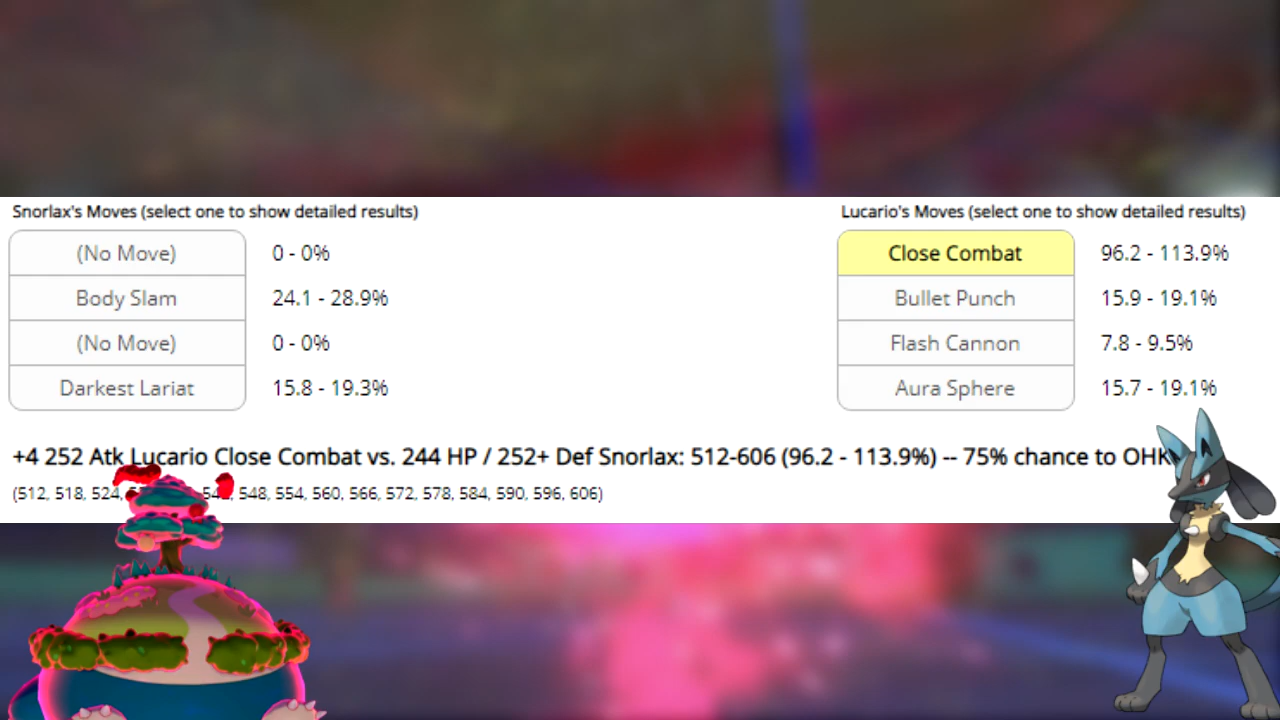 Snorlax's Moves (select one to show detailed results)
(No Move) 0 - 0%
Body Slam 24.1 - 28.9%
(No Move) 0 - 0%
Darkest Lariat 15.8 - 19.3%
Lucario's Moves (select one to show detailed results)
Close Combat 96.2 - 113.9%
Bullet Punch 15.9 - 19.1%
Flash Cannon 7.8 - 9.5%
Aura Sphere 15.7 - 19.1%
+4 252 Atk Lucario Close Combat vs. 244 HP / 252+ Def Snorlax: 512-606 (96.2 - 113.9%) -- 75% chance to OHK
(512, 518, 524, 548, 554, 560, 566, 572, 578, 584, 590, 596, 606)